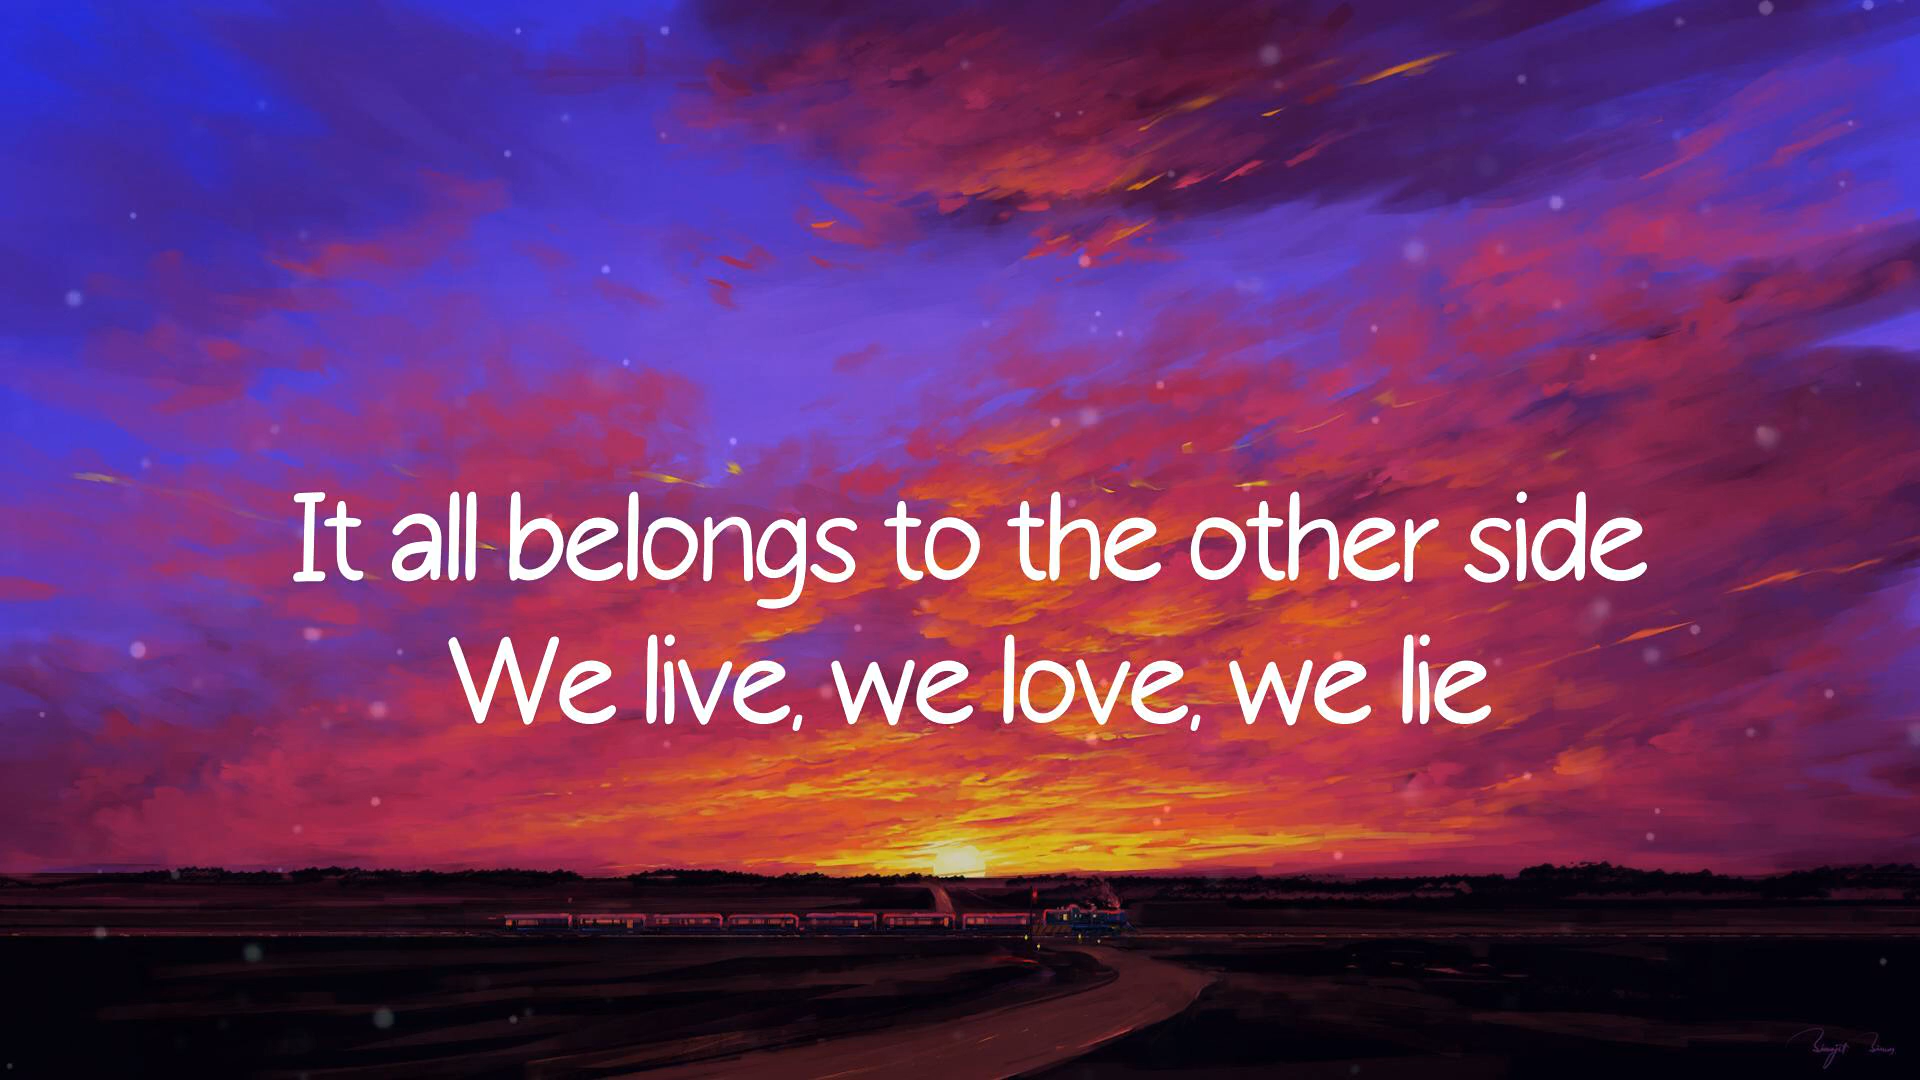 It all belongs to the other side
We live, we love, we lie